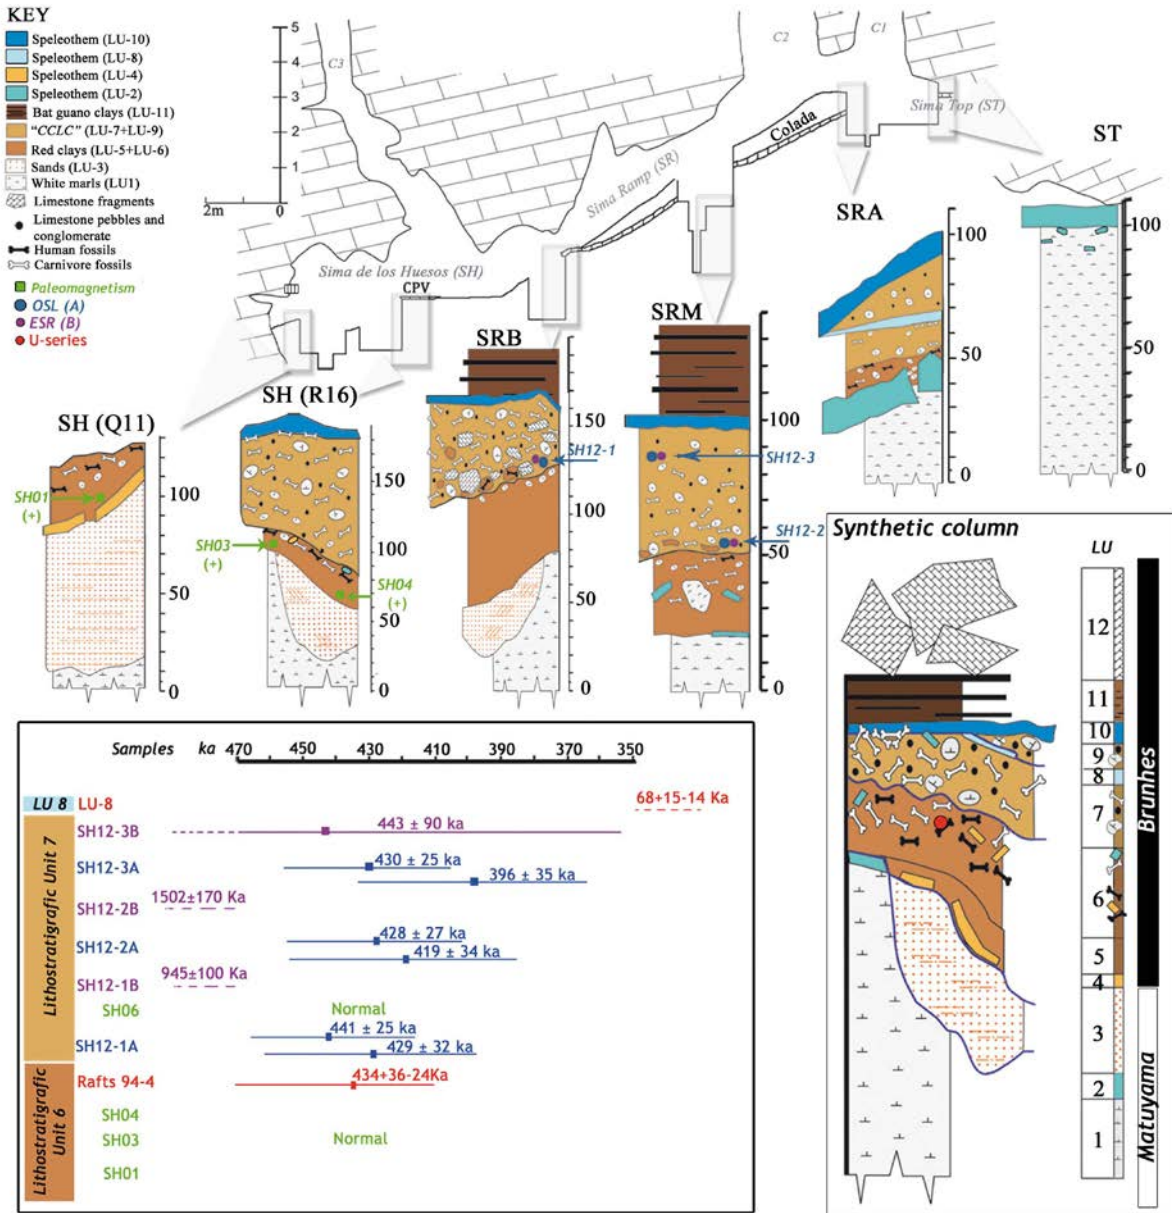 KEY
Speleothem (LU-10)
Speleothem (LU-8)
Speleothem (LU-4)
Speleothem (LU-2)
Bat guano clays (LU-11)
"CCLC" (LU-7+LU-9)
Red clays (LU-5+LU-6)
Sands (LU-3)
White marls (LU1)
Limestone fragments
Limestone pebbles and
conglomerate
Human fossils
Carnivore fossils
Paleomagnetism
OSL (A)
ESR (B)
U-series
5
4
3
2
1
0
2m
0
C3
C2
C1
Sima Top (ST)
Colada
Sima Ramp (SR)
Sima de los Huesos (SH)
CPV
SH (Q11)
SH01
(+)
100
50
0
SH (R16)
SH03
(+)
SH04
(+)
150
100
50
0
SRB
SH12-1
150
100
50
0
SRM
SH12-3
SH12-2
100
50
0
SRA
100
50
0
ST
100
50
0
Samples ka 470 450 430 410 390 370 350
LU 8 LU-8 68+15-14 Ka
Lithostratigrafic Unit 7
SH12-3B 443 ± 90 ka
SH12-3A 430 ± 25 ka
396 ± 35 ka
1502±170 Ka
SH12-2B
SH12-2A 428 ± 27 ka
419 ± 34 ka
945±100 Ka
SH12-1B
SH06 Normal
441 ± 25 ka
SH12-1A 429 ± 32 ka
Lithostratigrafic
Unit 6
Rafts 94-4 434+36-24Ka
SH04
SH03 Normal
SH01
Synthetic column
LU
12
11
10
9
8
7
6
5
4
3
2
1
Brunhes
Matuyama